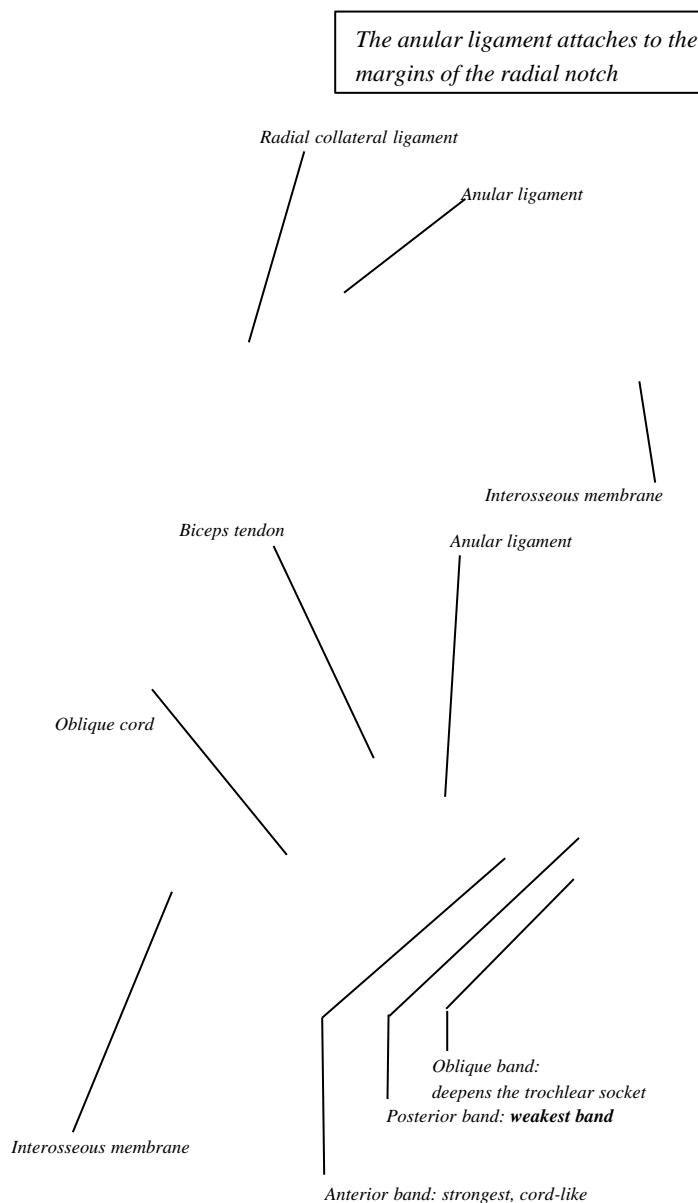 The anular ligament attaches to the
margins of the radial notch
Radial collateral ligament
Anular ligament
Interosseous membrane
Biceps tendon
Anular ligament
Oblique cord
Oblique band:
deepens the trochlear socket
Posterior band: weakest band
Interosseous membrane
Anterior band: strongest, cord-like